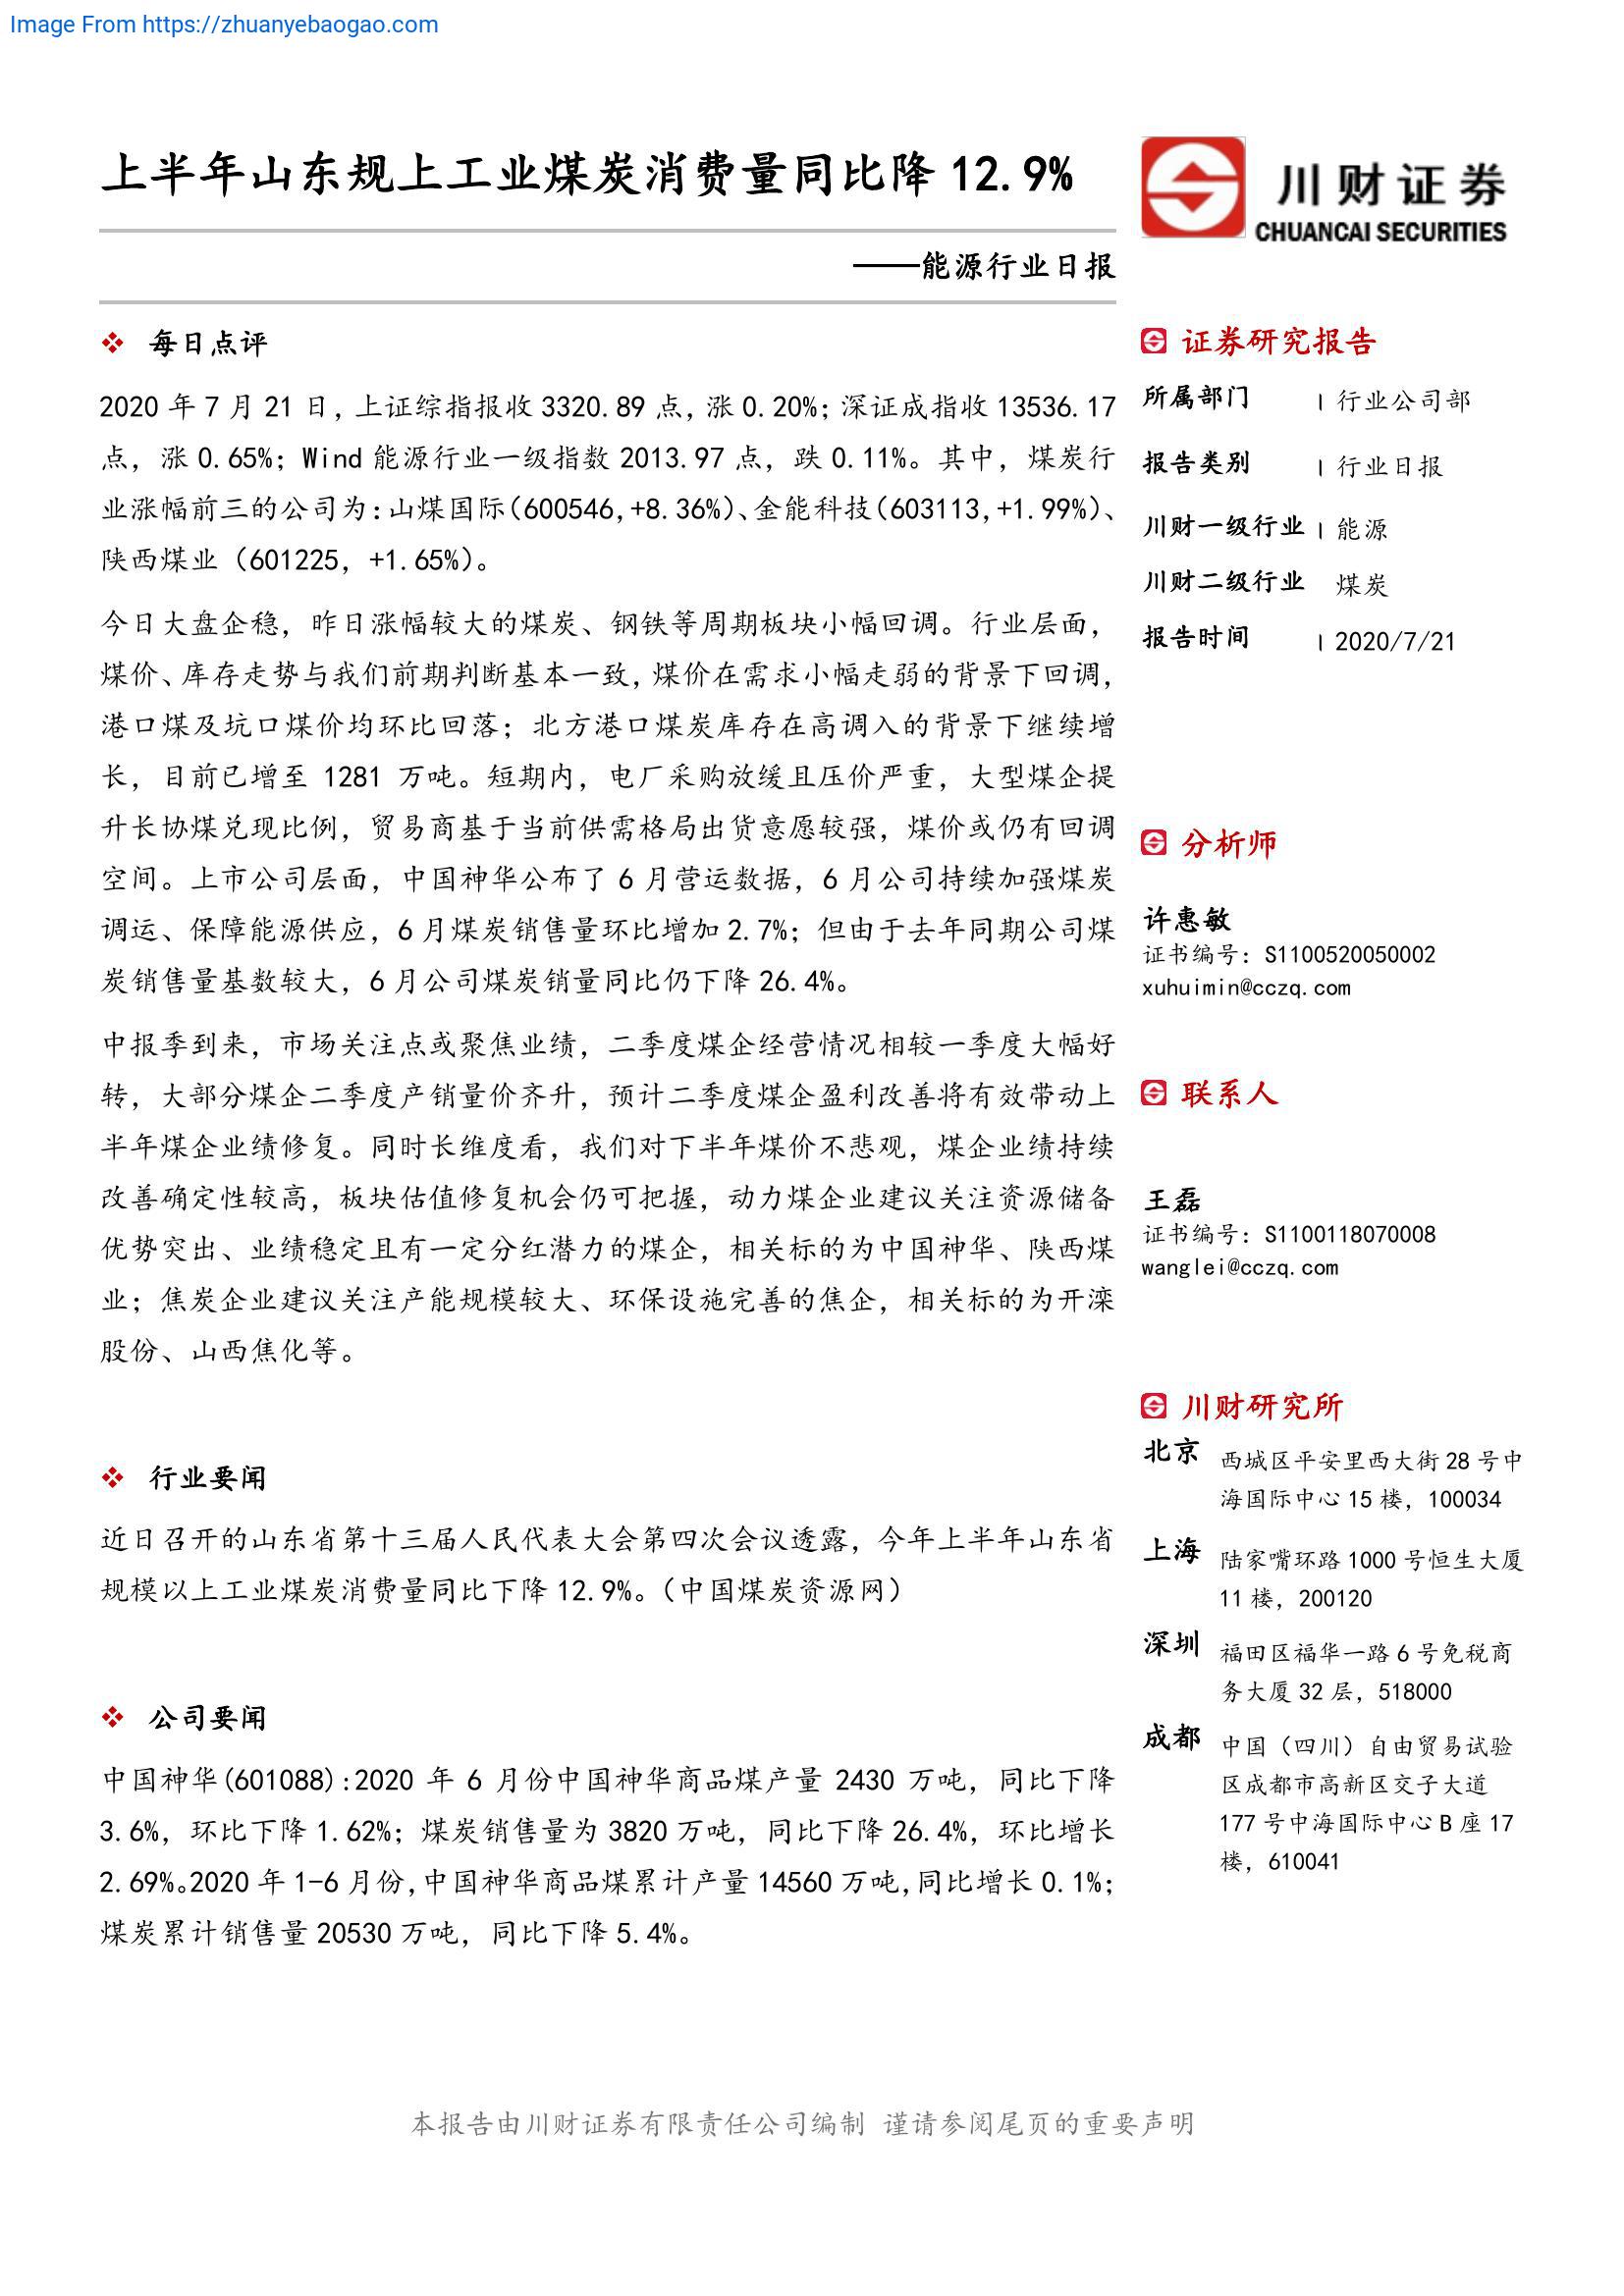 Image From https://zhuanyebaogao.com
上半年山东规上工业煤炭消费量同比降 12.9%
——能源行业日报
川财证券
CHUANCAI SECURITIES
❖ 每日点评
2020 年 7 月 21 日，上证综指报收 3320.89 点，涨 0.20%；深证成指收 13536.17
点，涨 0.65%；Wind 能源行业一级指数 2013.97 点，跌 0.11%。其中，煤炭行
业涨幅前三的公司为：山煤国际（600546,+8.36%）、金能科技（603113,+1.99%）、
陕西煤业（601225，+1.65%）。
今日大盘企稳，昨日涨幅较大的煤炭、钢铁等周期板块小幅回调。行业层面，
煤价、库存走势与我们前期判断基本一致，煤价在需求小幅走弱的背景下回调，
港口煤及坑口煤价均环比回落；北方港口煤炭库存在高调入的背景下继续增
长，目前已增至 1281 万吨。短期内，电厂采购放缓且压价严重，大型煤企提
升长协煤兑现比例，贸易商基于当前供需格局出货意愿较强，煤价或仍有回调
空间。上市公司层面，中国神华公布了 6 月营运数据，6 月公司持续加强煤炭
调运、保障能源供应，6 月煤炭销售量环比增加 2.7%；但由于去年同期公司煤
炭销售量基数较大，6 月公司煤炭销量同比仍下降 26.4%。
中报季到来，市场关注点或聚焦业绩，二季度煤企经营情况相较一季度大幅好
转，大部分煤企二季度产销量价齐升，预计二季度煤企盈利改善将有效带动上
半年煤企业绩修复。同时长维度看，我们对下半年煤价不悲观，煤企业绩持续
改善确定性较高，板块估值修复机会仍可把握，动力煤企业建议关注资源储备
优势突出、业绩稳定且有一定分红潜力的煤企，相关标的为中国神华、陕西煤
业；焦炭企业建议关注产能规模较大、环保设施完善的焦企，相关标的为开滦
股份、山西焦化等。
❖ 行业要闻
近日召开的山东省第十三届人民代表大会第四次会议透露，今年上半年山东省
规模以上工业煤炭消费量同比下降 12.9%。（中国煤炭资源网）
❖ 公司要闻
中国神华(601088):2020 年 6 月份中国神华商品煤产量 2430 万吨，同比下降
3.6%，环比下降 1.62%；煤炭销售量为 3820 万吨，同比下降 26.4%，环比增长
2.69%。2020 年 1-6 月份，中国神华商品煤累计产量 14560 万吨，同比增长 0.1%；
煤炭累计销售量 20530 万吨，同比下降 5.4%。
证券研究报告
所属部门 | 行业公司部
报告类别 | 行业日报
川财一级行业 | 能源
川财二级行业 煤炭
报告时间 | 2020/7/21
分析师
许惠敏
证书编号：S1100520050002
xuhuimin@cczq.com
联系人
王磊
证书编号：S1100118070008
wanglei@cczq.com
川财研究所
北京 西城区平安里西大街 28 号中
海国际中心 15 楼，100034
上海 陆家嘴环路 1000 号恒生大厦
11 楼，200120
深圳 福田区福华一路 6 号免税商
务大厦 32 层，518000
成都 中国（四川）自由贸易试验
区成都市高新区交子大道
177 号中海国际中心 B 座 17
楼，610041
本报告由川财证券有限责任公司编制 谨请参阅尾页的重要声明